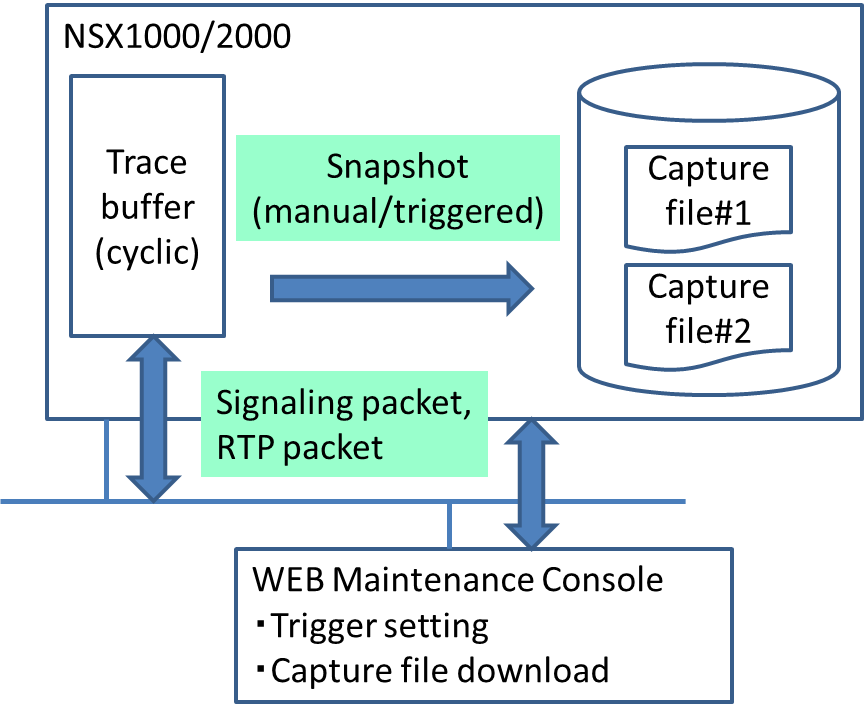 NSX1000/2000
Trace
buffer
(cyclic)
Snapshot
(manual/triggered)
Capture
file#1
Capture
file#2
Signaling packet,
RTP packet
WEB Maintenance Console
・Trigger setting
・Capture file download